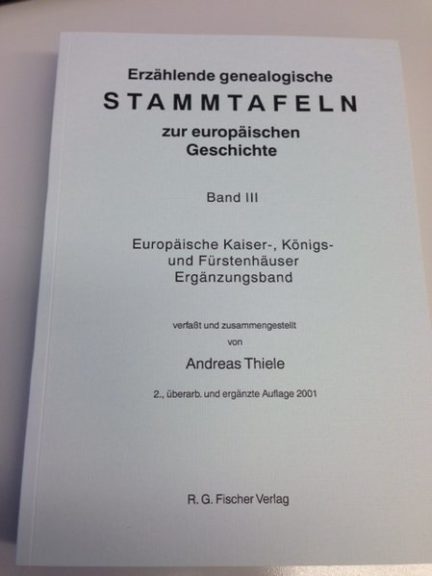 Erzählende genealogische
STAMMTAFELN
zur europäischen
Geschichte
Band III
Europäische Kaiser-, Königs-
und Fürstenhäuser
Ergänzungsband
verfaßt und zusammengestellt
von
Andreas Thiele
2., überarb. und ergänzte Auflage 2001
R. G. Fischer Verlag